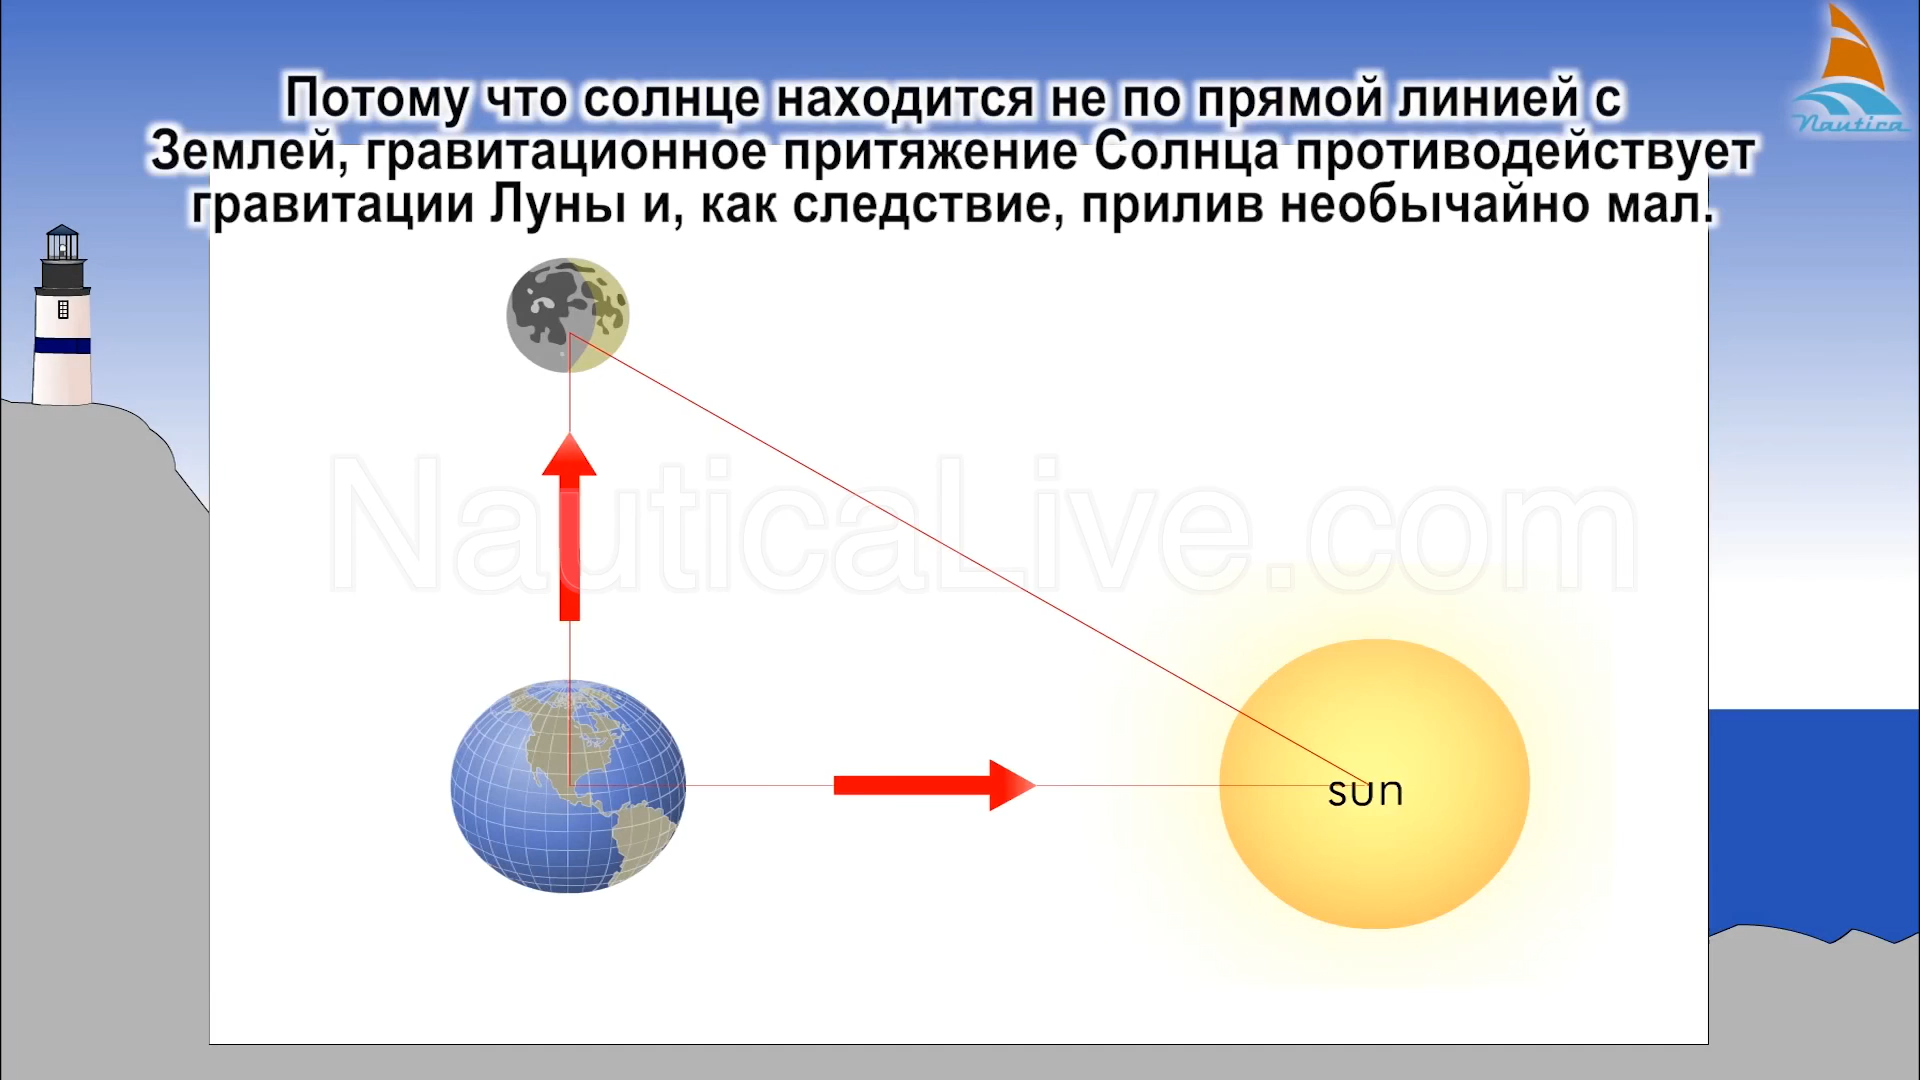 Потому что солнце находится не по прямой линией с
Землей, гравитационное притяжение Солнца противодействует
гравитации Луны и, как следствие, прилив необычайно мал.
Nautica
NauticaLive.com
sun